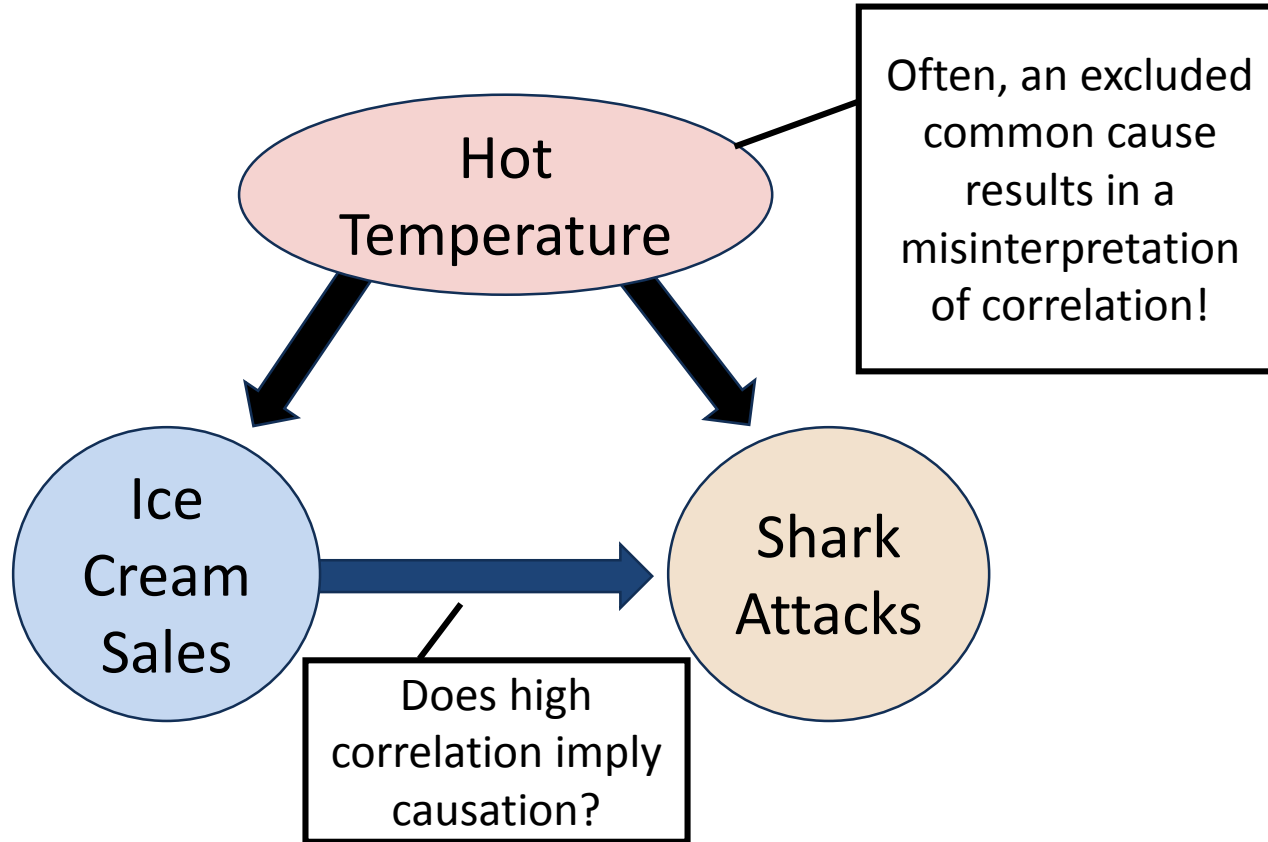 Hot
Temperature
Often, an excluded
common cause
results in a
misinterpretation
of correlation!
Ice
Cream
Sales
Shark
Attacks
Does high
correlation imply
causation?